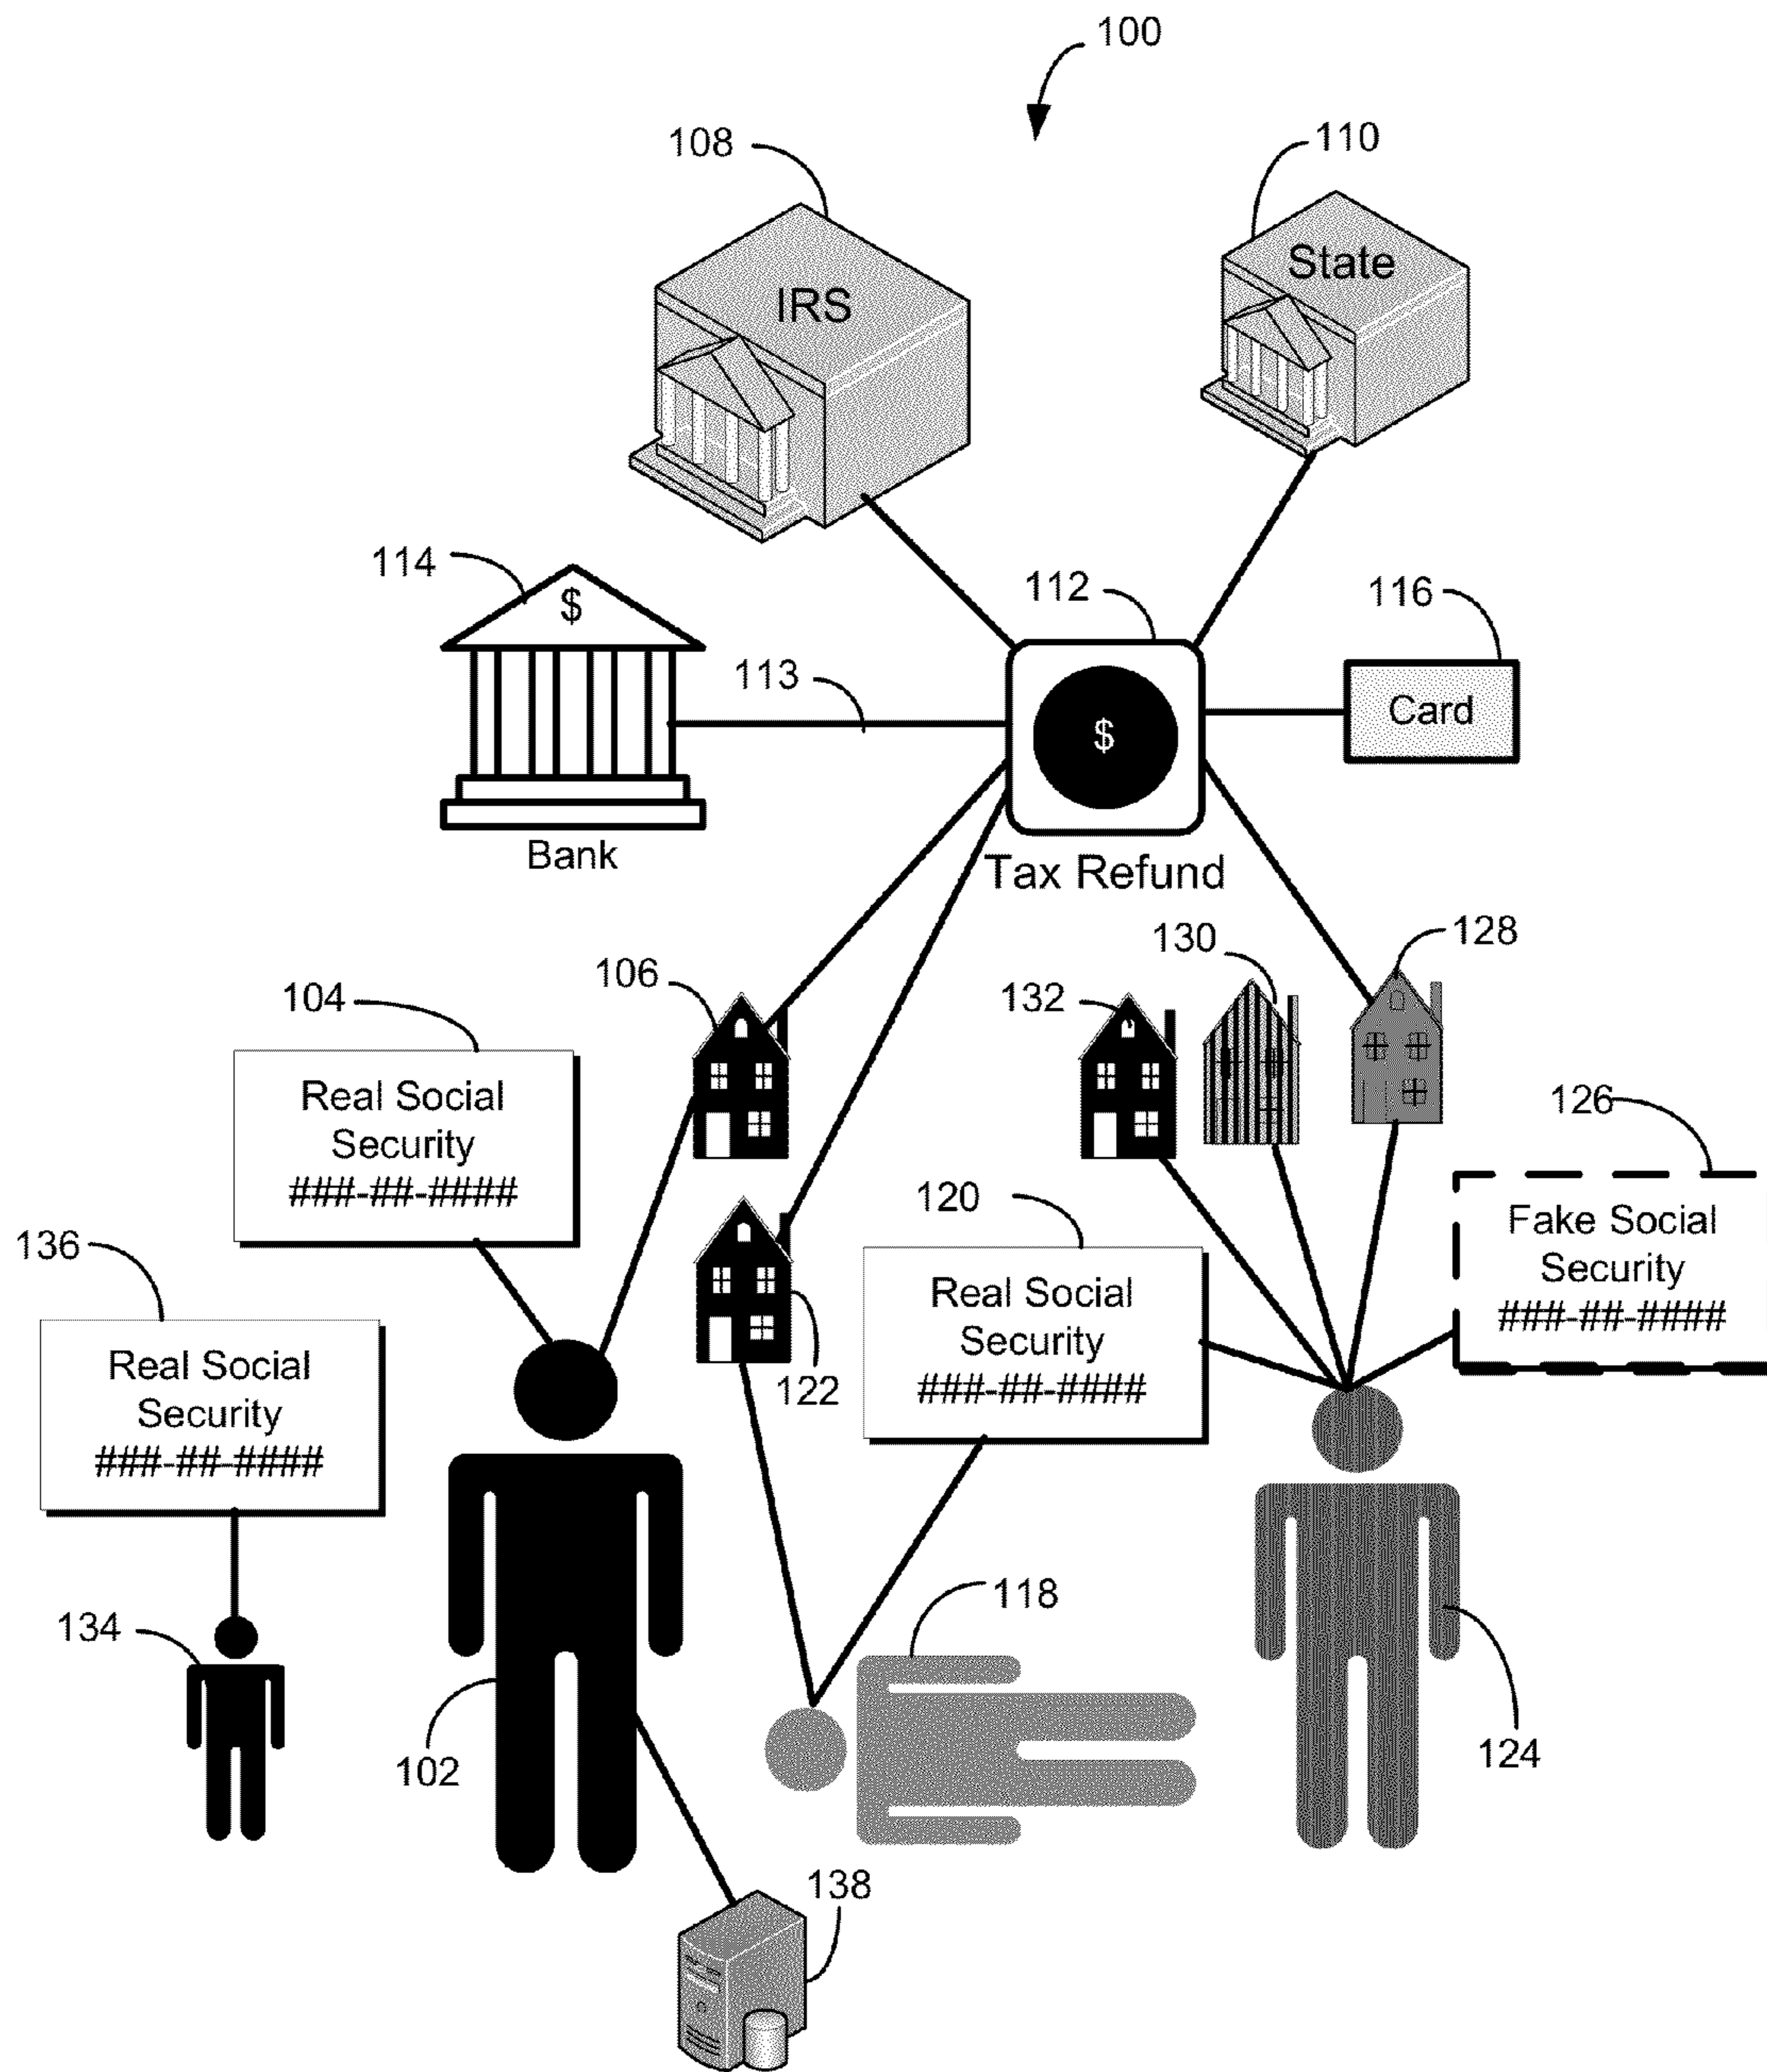 100
108
110
IRS
State
114
$
112
116
113
Card
$
Bank
Tax Refund
106
130
128
132
104
Real Social
Security
###-##-####
126
Fake Social
Security
###-##-####
120
Real Social
Security
###-##-####
136
Real Social
Security
###-##-####
122
118
134
102
124
138